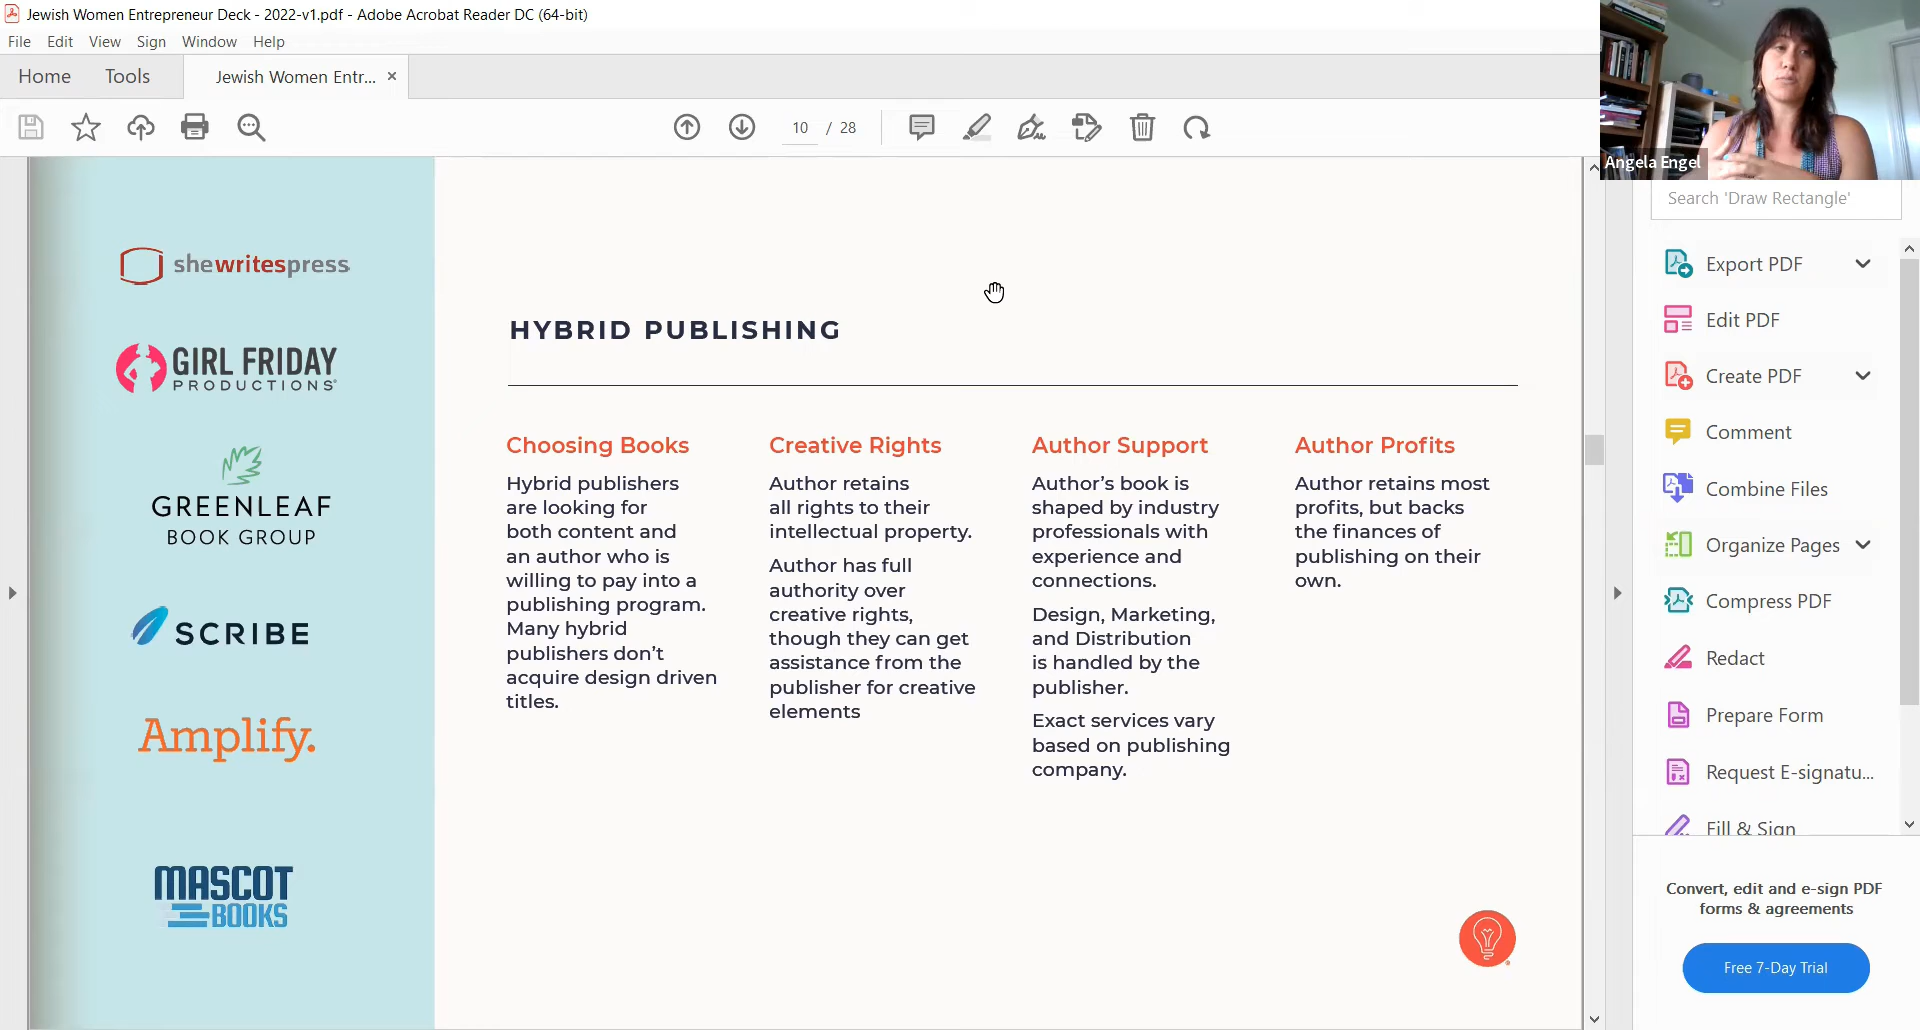 Jewish Women Entrepreneur Deck - 2022-v1.pdf - Adobe Acrobat Reader DC (64-bit)
File Edit View Sign Window Help
Home Tools Jewish Women Entr... ×
10 / 28
Angela Engel
shewritespress
GIRL FRIDAY
PRODUCTIONS®
GREENLEAF
BOOK GROUP
SCRIBE
Amplify.
MASCOT
BOOKS
HYBRID PUBLISHING
Choosing Books
Hybrid publishers
are looking for
both content and
an author who is
willing to pay into a
publishing program.
Many hybrid
publishers don’t
acquire design driven
titles.
Creative Rights
Author retains
all rights to their
intellectual property.
Author has full
authority over
creative rights,
though they can get
assistance from the
publisher for creative
elements
Author Support
Author’s book is
shaped by industry
professionals with
experience and
connections.
Design, Marketing,
and Distribution
is handled by the
publisher.
Exact services vary
based on publishing
company.
Author Profits
Author retains most
profits, but backs
the finances of
publishing on their
own.
Search 'Draw Rectangle'
Export PDF
Edit PDF
Create PDF
Comment
Combine Files
Organize Pages
Compress PDF
Redact
Prepare Form
Request E-signatu...
Fill & Sign
Convert, edit and e-sign PDF
forms & agreements
Free 7-Day Trial